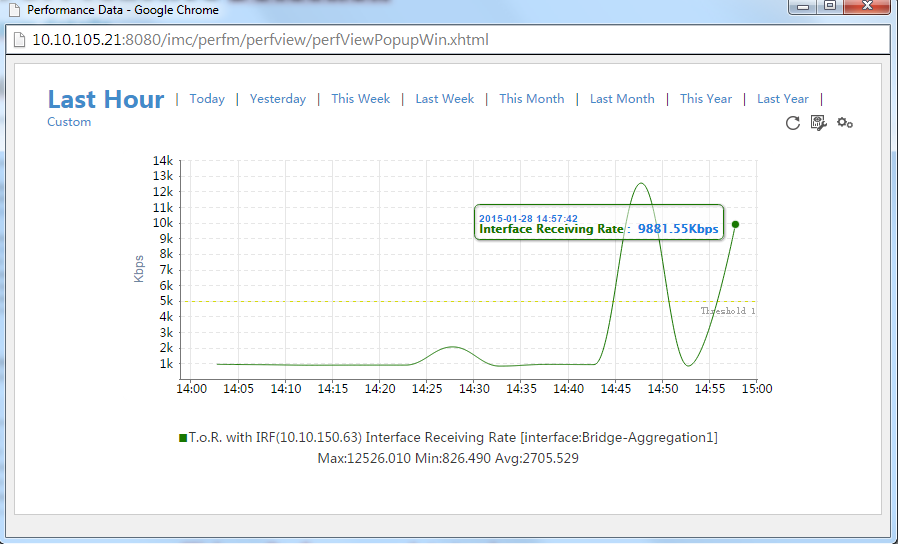 Performance Data - Google Chrome
10.10.105.21:8080/imc/perfm/perfview/perfViewPopupWin.xhtml
Last Hour | Today | Yesterday | This Week | Last Week | This Month | Last Month | This Year | Last Year |
Custom
14k
13k
12k
11k
10k
9k
8k
7k
6k
5k
4k
3k
2k
1k
Kbps
2015-01-28 14:57:42
Interface Receiving Rate : 9881.55Kbps
Threshold 1
14:00 14:05 14:10 14:15 14:20 14:25 14:30 14:35 14:40 14:45 14:50 14:55 15:00
T.o.R. with IRF(10.10.150.63) Interface Receiving Rate [interface:Bridge-Aggregation1]
Max:12526.010 Min:826.490 Avg:2705.529